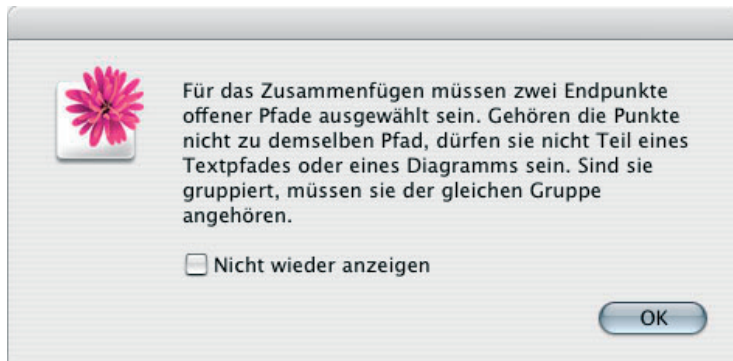 Für das Zusammenfügen müssen zwei Endpunkte
offener Pfade ausgewählt sein. Gehören die Punkte
nicht zu demselben Pfad, dürfen sie nicht Teil eines
Textpfades oder eines Diagramms sein. Sind sie
gruppiert, müssen sie der gleichen Gruppe
angehören.
Nicht wieder anzeigen
OK